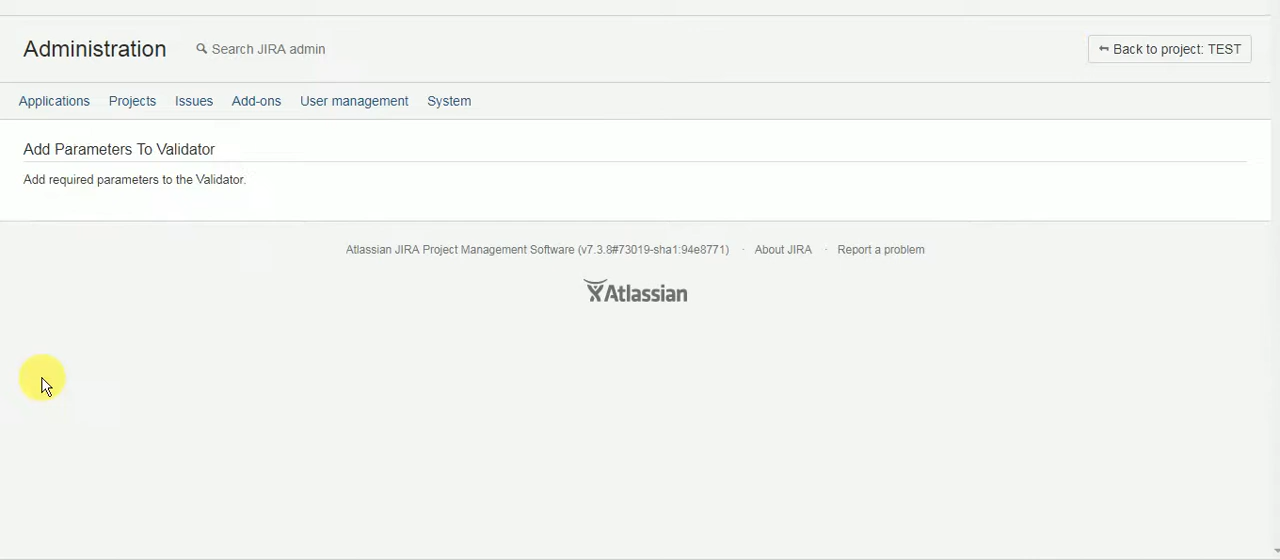 Administration Search JIRA admin Back to project: TEST
Applications Projects Issues Add-ons User management System
Add Parameters To Validator
Add required parameters to the Validator.
Atlassian JIRA Project Management Software (v7.3.8#73019-sha1:94e8771) · About JIRA · Report a problem
Atlassian